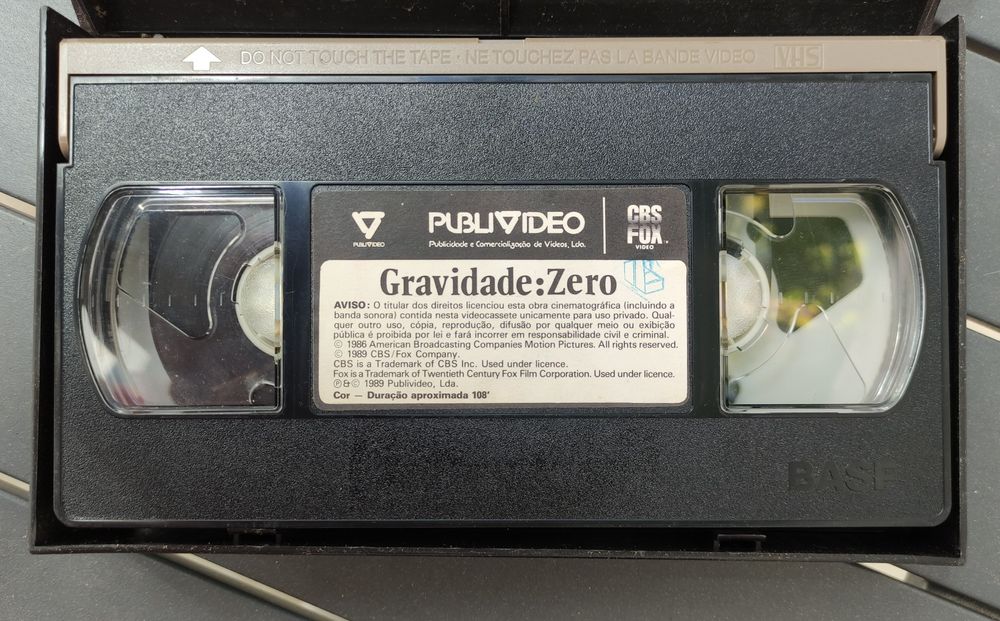 DO NOT TOUCH THE TAPE · NE TOUCHEZ PAS LA BANDE VIDEO VHS
PUBLIVIDEO
PUBLIVIDEO
Publicidade e Comercialização de Vídeos, Lda.
CBS
FOX
VIDEO
Gravidade:Zero
AVISO: O titular dos direitos licenciou esta obra cinematográfica (incluindo a
banda sonora) contida nesta videocassete unicamente para uso privado. Qual-
quer outro uso, cópia, reprodução, difusão por qualquer meio ou exibição
pública é proibida por lei e fará incorrer em responsabilidade civil e criminal.
© 1986 American Broadcasting Companies Motion Pictures. All rights reserved.
© 1989 CBS/Fox Company.
CBS is a Trademark of CBS Inc. Used under licence.
Fox is a Trademark of Twentieth Century Fox Film Corporation. Used under licence.
℗ & © 1989 Publivideo, Lda.
Cor — Duração aproximada 108'
BASF